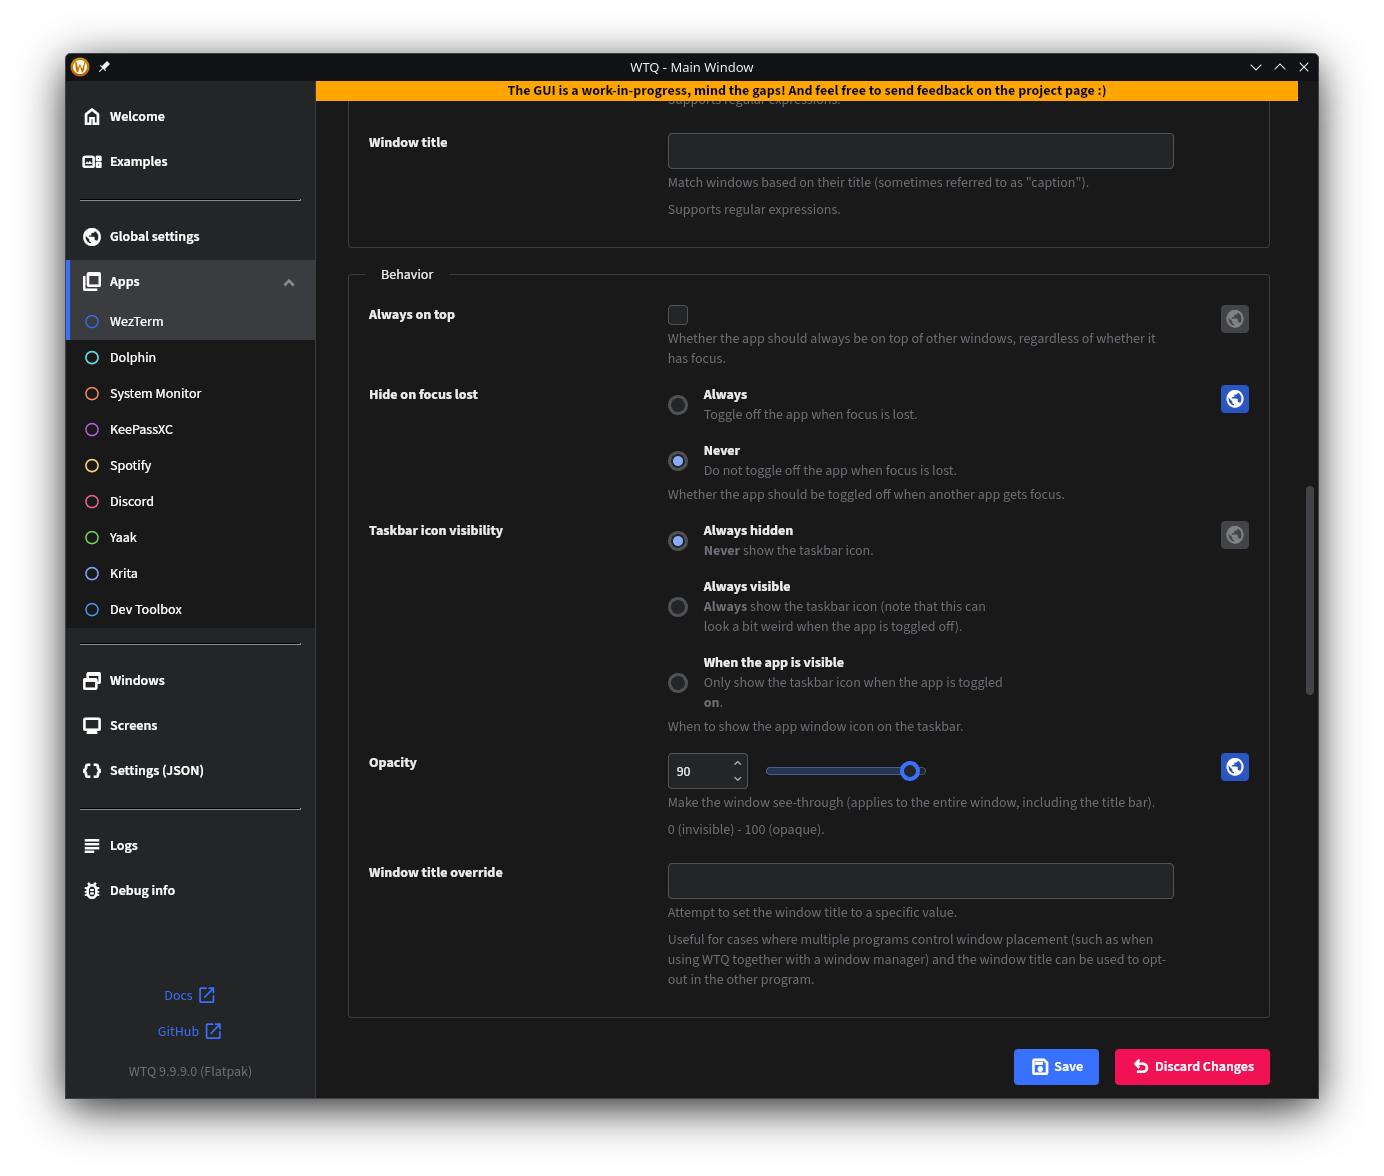 WTQ - Main Window
The GUI is a work-in-progress, mind the gaps! And feel free to send feedback on the project page :)
Welcome
Examples
Global settings
Apps
WezTerm
Dolphin
System Monitor
KeePassXC
Spotify
Discord
Yaak
Krita
Dev Toolbox
Windows
Screens
Settings (JSON)
Logs
Debug info
Docs
GitHub
WTQ 9.9.9.0 (Flatpak)
Supports regular expressions.
Window title
Match windows based on their title (sometimes referred to as "caption").
Supports regular expressions.
Behavior
Always on top
Whether the app should always be on top of other windows, regardless of whether it
has focus.
Hide on focus lost
Always
Toggle off the app when focus is lost.
Never
Do not toggle off the app when focus is lost.
Whether the app should be toggled off when another app gets focus.
Taskbar icon visibility
Always hidden
Never show the taskbar icon.
Always visible
Always show the taskbar icon (note that this can
look a bit weird when the app is toggled off).
When the app is visible
Only show the taskbar icon when the app is toggled
on.
When to show the app window icon on the taskbar.
Opacity
90
Make the window see-through (applies to the entire window, including the title bar).
0 (invisible) - 100 (opaque).
Window title override
Attempt to set the window title to a specific value.
Useful for cases where multiple programs control window placement (such as when
using WTQ together with a window manager) and the window title can be used to opt-
out in the other program.
Save
Discard Changes